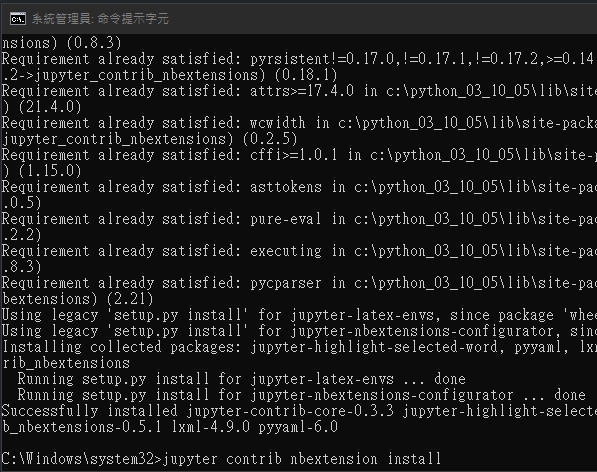 系統管理員: 命令提示字元
nsions) (0.8.3)
Requirement already satisfied: pyrsistent!=0.17.0,!=0.17.1,!=0.17.2,>=0.14
.2->jupyter_contrib_nbextensions) (0.18.1)
Requirement already satisfied: attrs>=17.4.0 in c:\python_03_10_05\lib\site-p
) (21.4.0)
Requirement already satisfied: wcwidth in c:\python_03_10_05\lib\site-packa
jupyter_contrib_nbextensions) (0.2.5)
Requirement already satisfied: cffi>=1.0.1 in c:\python_03_10_05\lib\site-p
) (1.15.0)
Requirement already satisfied: asttokens in c:\python_03_10_05\lib\site-pac
.0.5)
Requirement already satisfied: pure-eval in c:\python_03_10_05\lib\site-pac
.2.2)
Requirement already satisfied: executing in c:\python_03_10_05\lib\site-pac
.8.3)
Requirement already satisfied: pycparser in c:\python_03_10_05\lib\site-pac
bextensions) (2.21)
Using legacy 'setup.py install' for jupyter-latex-envs, since package 'whee
Using legacy 'setup.py install' for jupyter-nbextensions-configurator, sinc
Installing collected packages: jupyter-highlight-selected-word, pyyaml, lxm
rib_nbextensions
Running setup.py install for jupyter-latex-envs ... done
Running setup.py install for jupyter-nbextensions-configurator ... done
Successfully installed jupyter-contrib-core-0.3.3 jupyter-highlight-selecte
b_nbextensions-0.5.1 lxml-4.9.0 pyyaml-6.0
C:\Windows\system32>jupyter contrib nbextension install